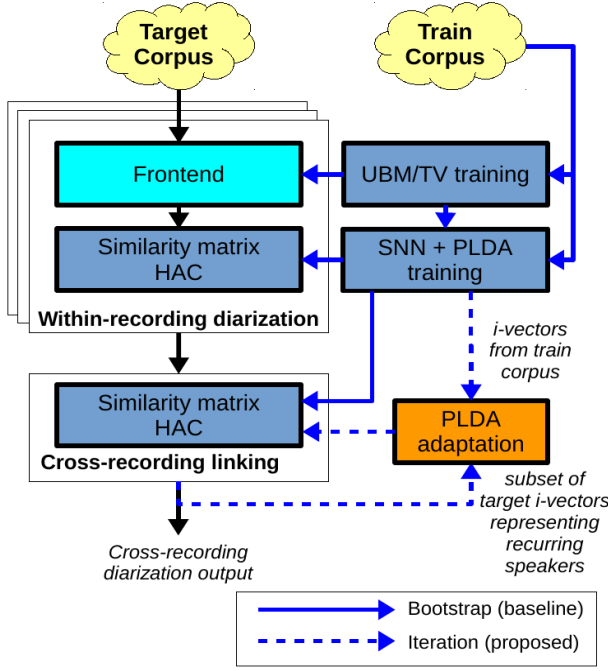 Target
Corpus
Train
Corpus
Frontend
UBM/TV training
Similarity matrix
HAC
SNN + PLDA
training
Within-recording diarization
i-vectors
from train
corpus
Similarity matrix
HAC
PLDA
adaptation
Cross-recording linking
subset of
target i-vectors
representing
recurring
speakers
Cross-recording
diarization output
Bootstrap (baseline)
Iteration (proposed)